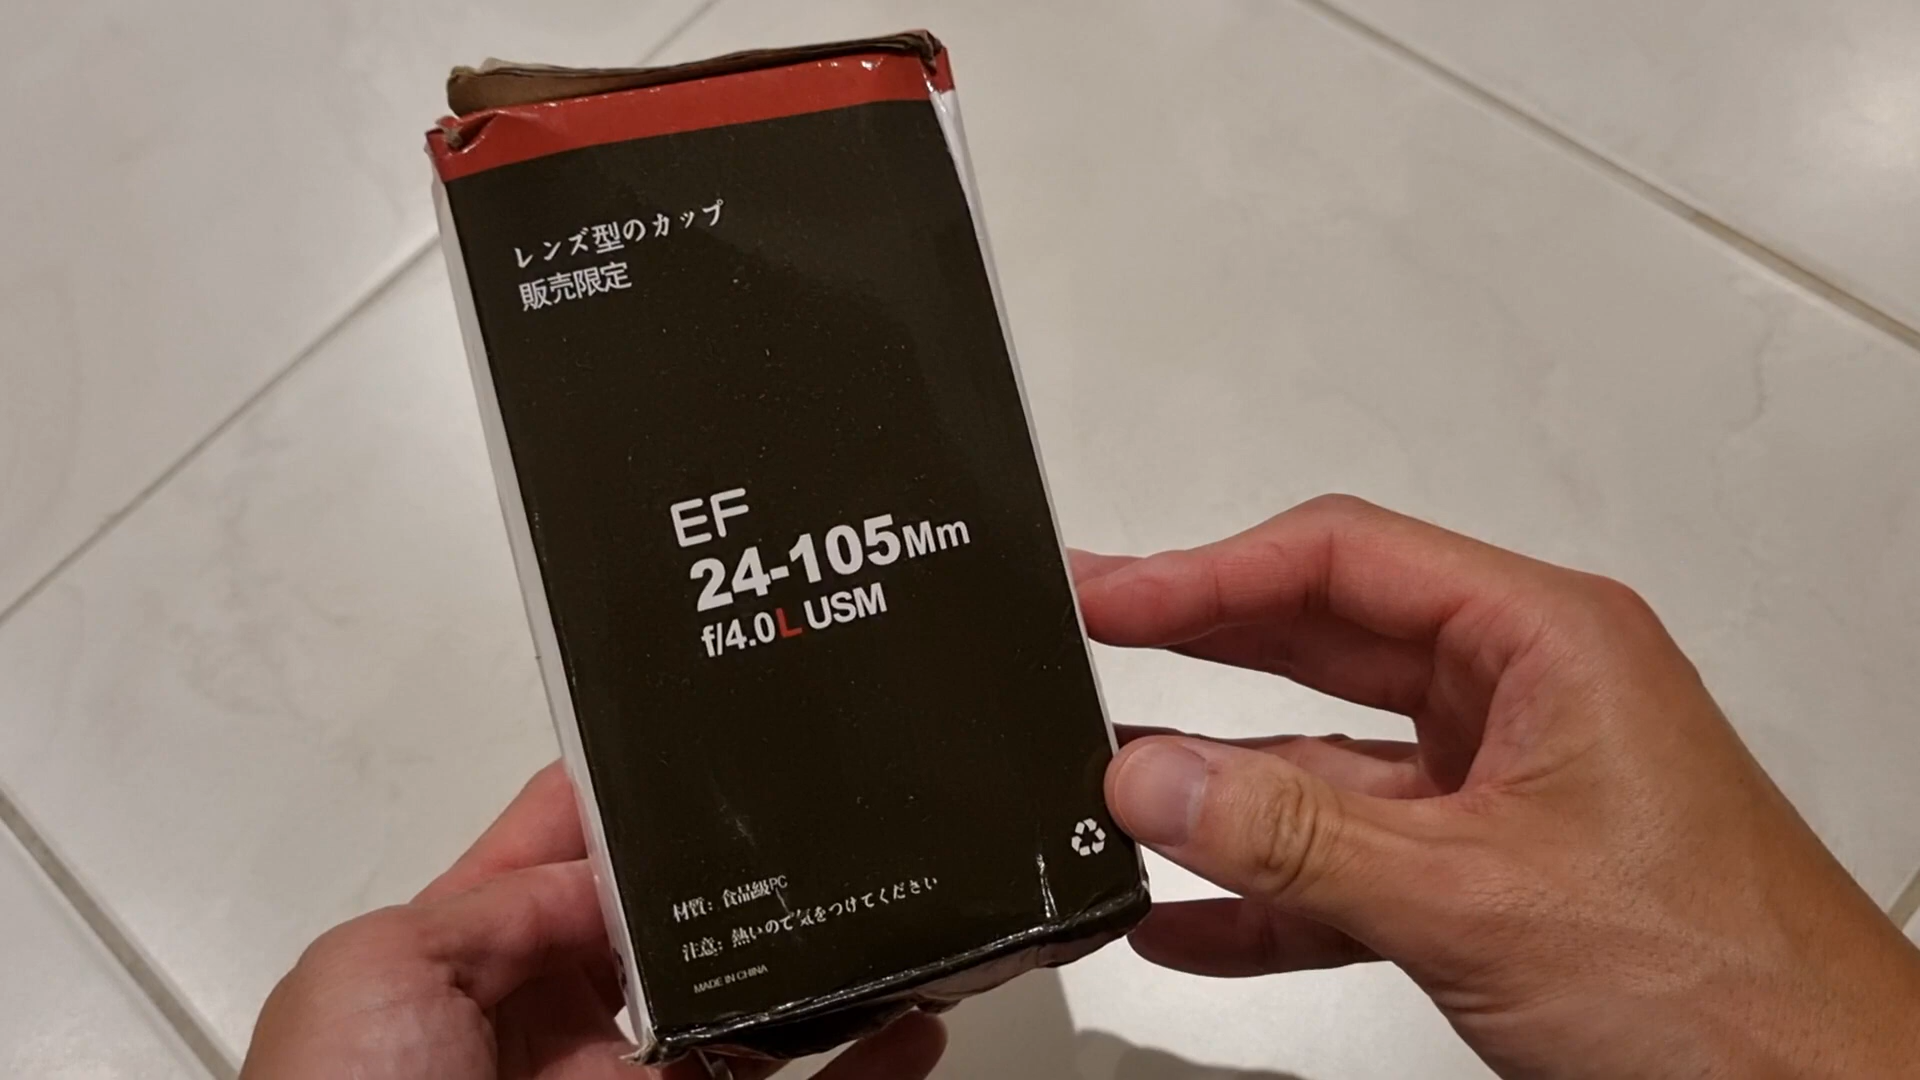 レンズ型のカップ
販売限定
EF
24-105Mm
f/4.0L USM
材質：食品級PC
注意：熱いので気をつけてください
MADE IN CHINA